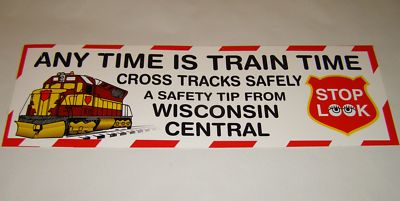 ANY TIME IS TRAIN TIME
CROSS TRACKS SAFELY
A SAFETY TIP FROM
WISCONSIN
CENTRAL
STOP
LOOK